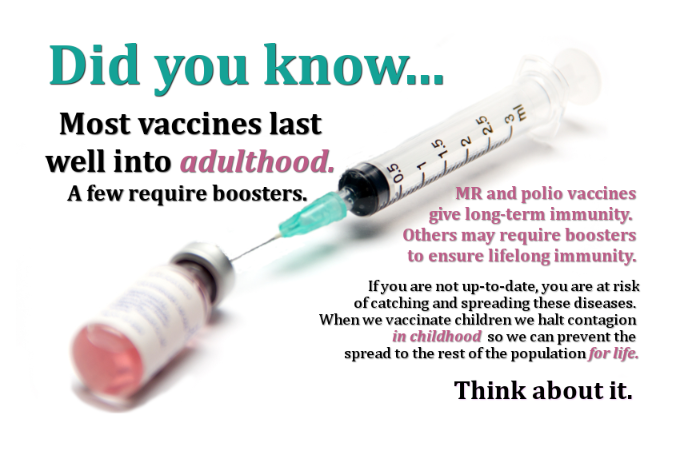 Did you know...
Most vaccines last
well into adulthood.
A few require boosters.
0.5
1
1.5
2
2.5
3 ml
MR and polio vaccines
give long-term immunity.
Others may require boosters
to ensure lifelong immunity.
If you are not up-to-date, you are at risk
of catching and spreading these diseases.
When we vaccinate children we halt contagion
in childhood so we can prevent the
spread to the rest of the population for life.
Think about it.